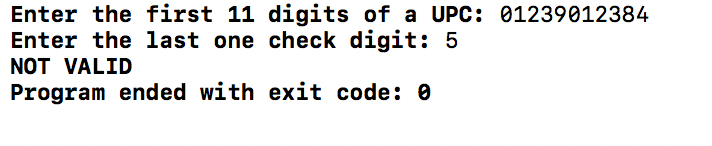 Enter the first 11 digits of a UPC: 01239012384
Enter the last one check digit: 5
NOT VALID
Program ended with exit code: 0